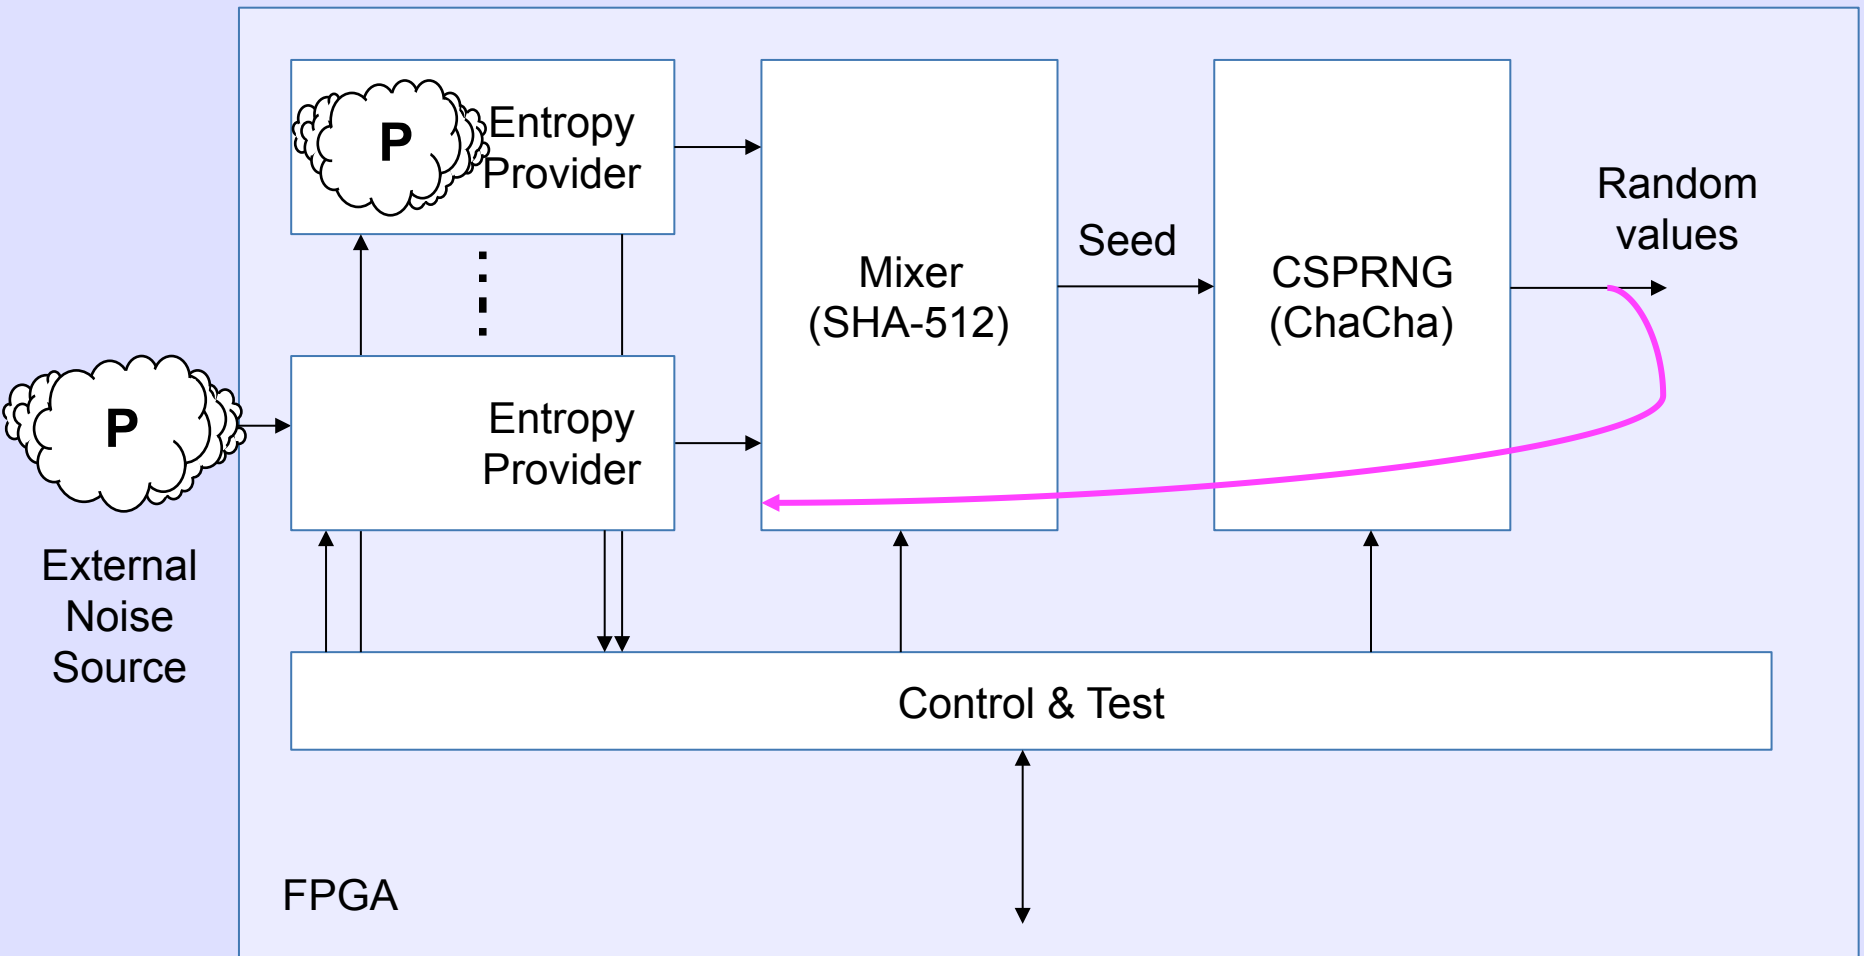 P
Entropy
Provider
Mixer
(SHA-512)
Seed
CSPRNG
(ChaCha)
Random
values
P
Entropy
Provider
External
Noise
Source
Control & Test
FPGA